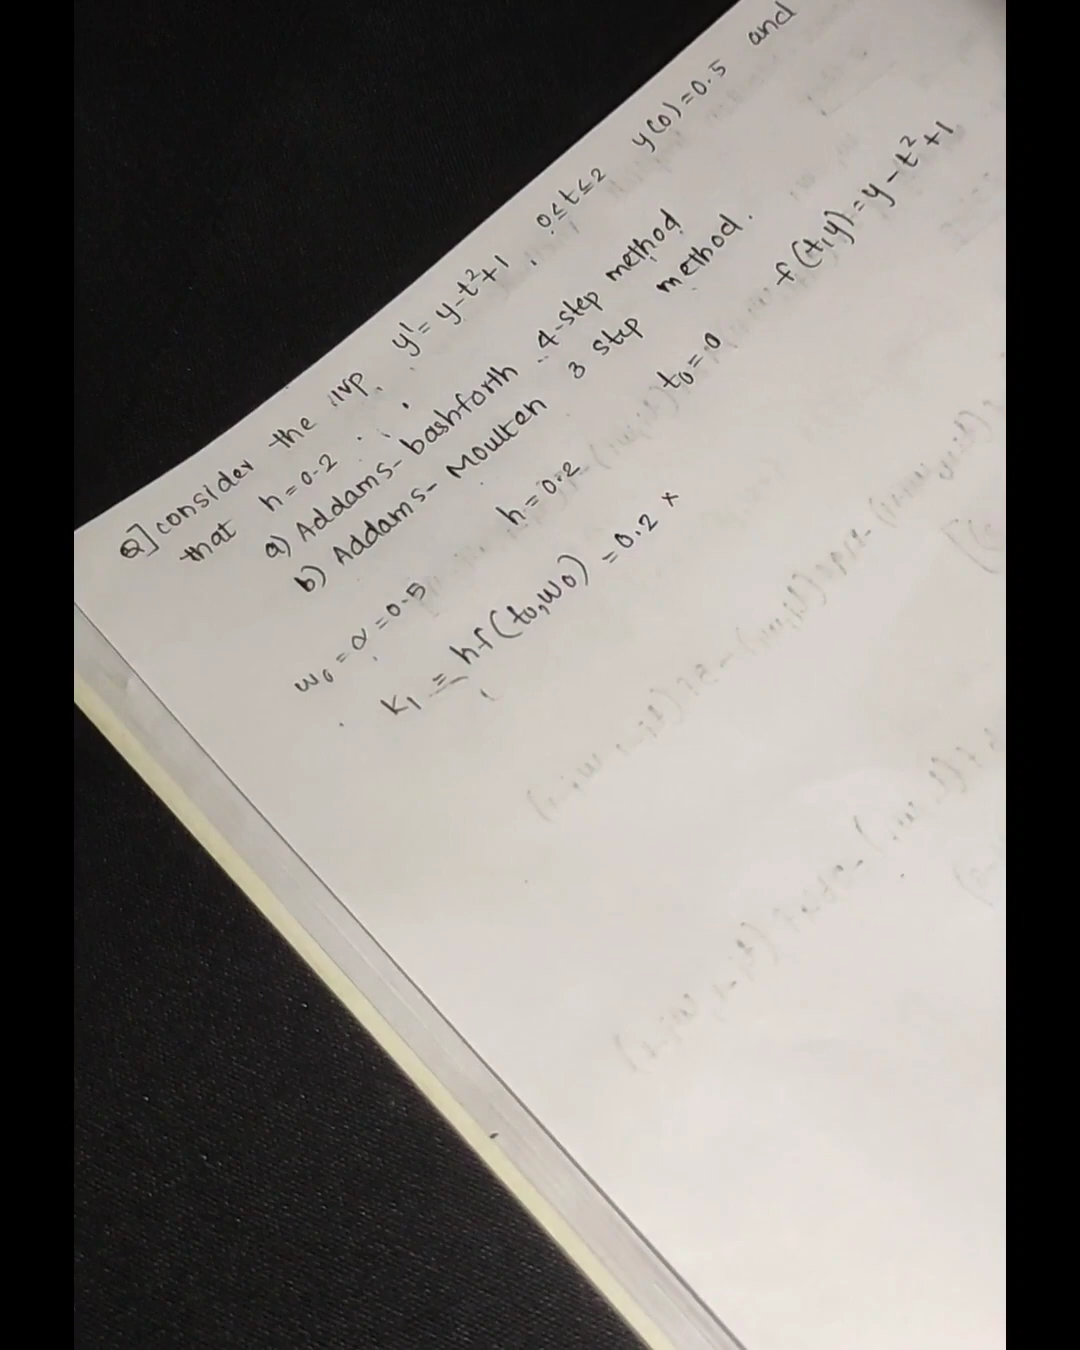 Q] consider the IVP. y' = y-t²+1, 0≤t≤2 y(0)=0.5 and
that h=0.2
a) Addams-bashforth 4-step method
b) Addams-Moulten 3 step method.
w₀ = α = 0.5 h=0.2 t₀=0 f(t,y)=y-t²+1
K₁ = hf(t₀,w₀) = 0.2 ×